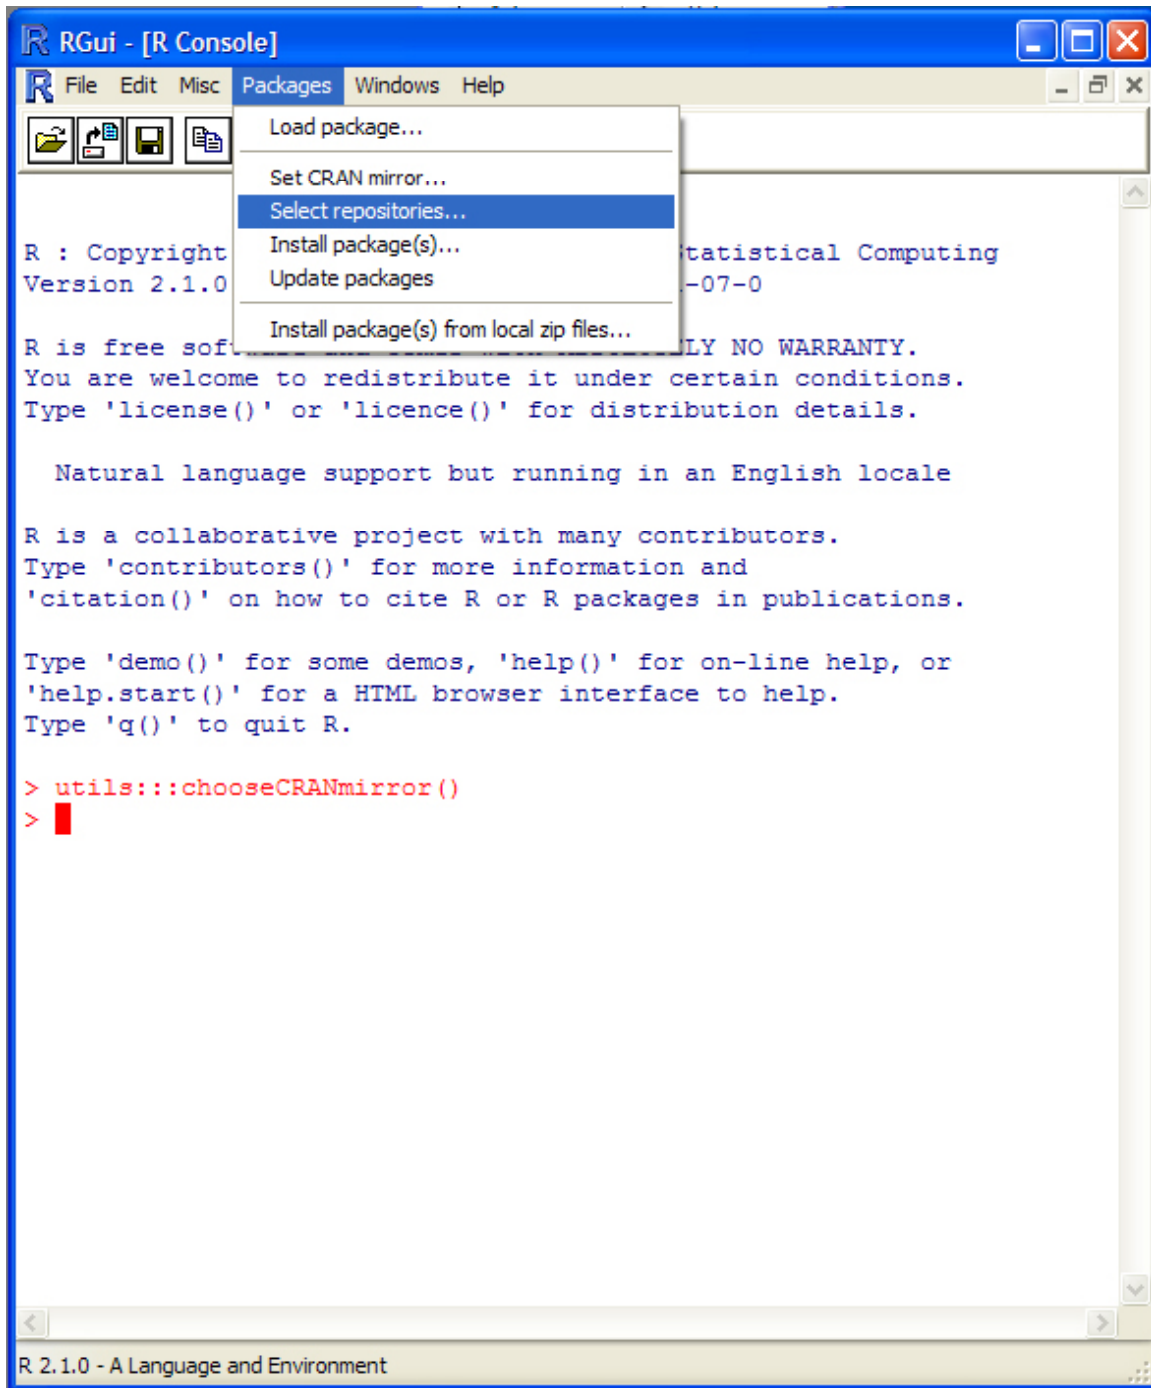 RGui - [R Console]
File Edit Misc Packages Windows Help
Load package...
Set CRAN mirror...
Select repositories...
Install package(s)...
Update packages
Install package(s) from local zip files...
R : Copyright tatistical Computing
Version 2.1.0 -07-0
R is free LY NO WARRANTY.
You are welcome to redistribute it under certain conditions.
Type 'license()' or 'licence()' for distribution details.
Natural language support but running in an English locale
R is a collaborative project with many contributors.
Type 'contributors()' for more information and
'citation()' on how to cite R or R packages in publications.
Type 'demo()' for some demos, 'help()' for on-line help, or
'help.start()' for a HTML browser interface to help.
Type 'q()' to quit R.
> utils:::chooseCRANmirror()
>
R 2.1.0 - A Language and Environment